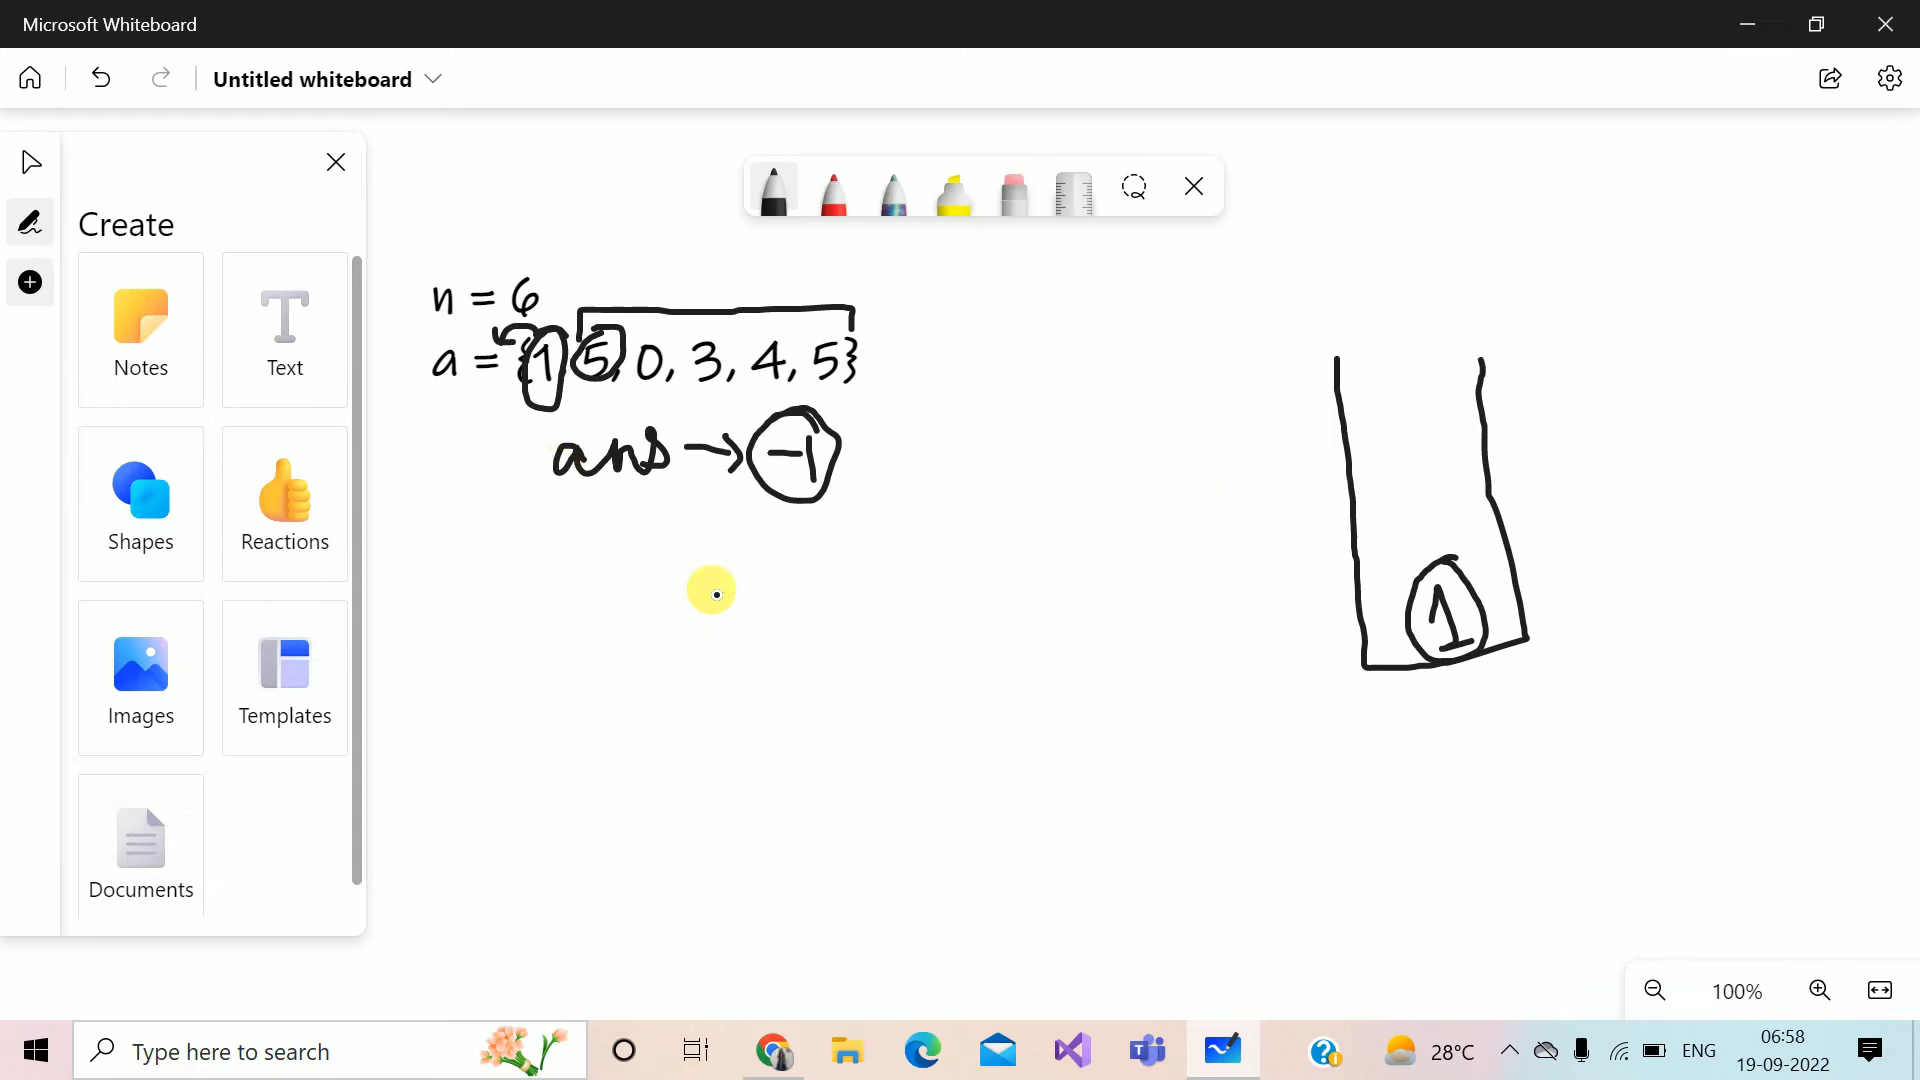 Microsoft Whiteboard
Untitled whiteboard
Create
Notes
Text
Shapes
Reactions
Images
Templates
Documents
n = 6
a = {1, 5, 0, 3, 4, 5}
ans → -1
1
100%
Type here to search
28°C
ENG
06:58
19-09-2022